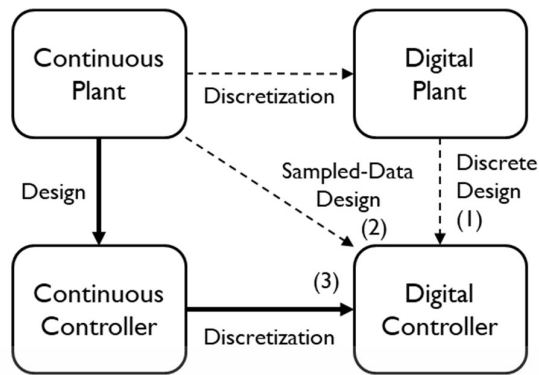 Continuous
Plant
Digital
Plant
Discretization
Design
Sampled-Data
Design
(2)
Discrete
Design
(1)
Continuous
Controller
(3)
Discretization
Digital
Controller